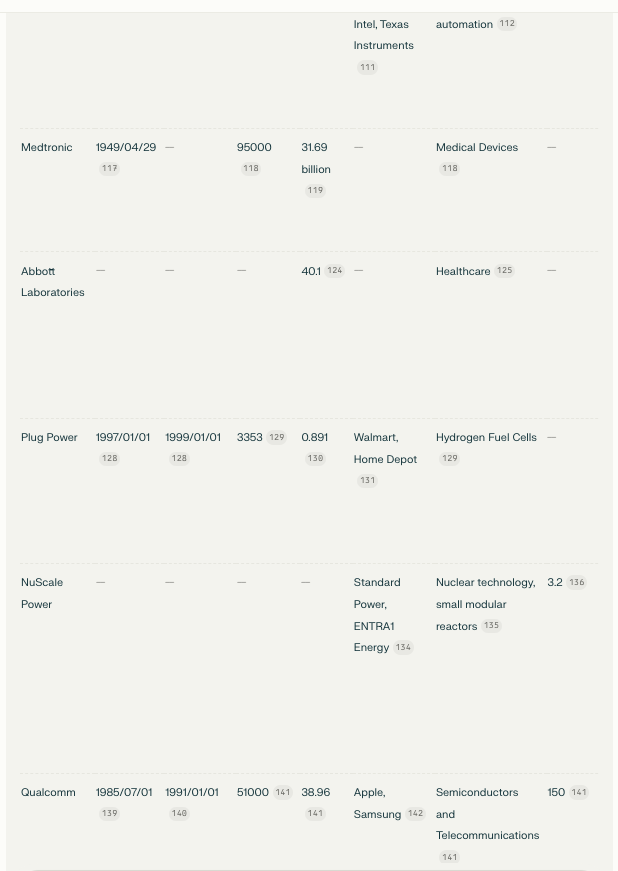 Intel, Texas automation 112
Instruments
111
Medtronic 1949/04/29 — 95000 31.69 — Medical Devices —
117 118 billion 118
119
Abbott — — — 40.1 124 — Healthcare 125 —
Laboratories
Plug Power 1997/01/01 1999/01/01 3353 129 0.891 Walmart, Hydrogen Fuel Cells —
128 128 130 Home Depot 129
131
NuScale — — — — Standard Nuclear technology, 3.2 136
Power Power, small modular
ENTRA1 reactors 135
Energy 134
Qualcomm 1985/07/01 1991/01/01 51000 141 38.96 Apple, Semiconductors 150 141
139 140 141 Samsung 142 and
Telecommunications
141